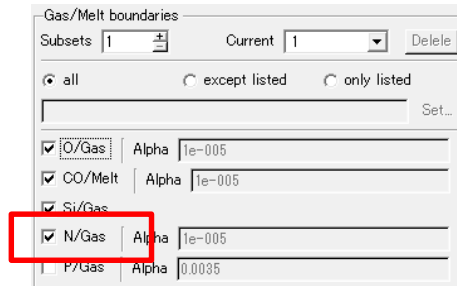 Gas/Melt boundaries
Subsets 1 Current 1 Delele
all except listed only listed
Set...
O/Gas Alpha 1e-005
CO/Melt Alpha 1e-005
Si/Gas
N/Gas Alpha 1e-005
P/Gas Alpha 0.0035